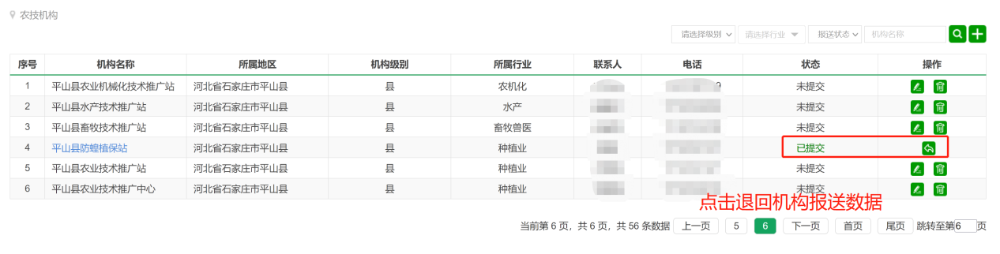 农技机构
请选择级别 请选择行业 报送状态 机构名称
序号 机构名称 所属地区 机构级别 所属行业 联系人 电话 状态 操作
1 平山县农业机械化技术推广站 河北省石家庄市平山县 县 农机化 未提交
2 平山县水产技术推广站 河北省石家庄市平山县 县 水产 未提交
3 平山县畜牧技术推广站 河北省石家庄市平山县 县 畜牧兽医 未提交
4 平山县防蝗植保站 河北省石家庄市平山县 县 种植业 已提交
5 平山县农业技术推广站 河北省石家庄市平山县 县 种植业 未提交
6 平山县农业技术推广中心 河北省石家庄市平山县 县 种植业 未提交
点击退回机构报送数据
当前第 6 页，共 6 页，共 56 条数据 上一页 5 6 下一页 首页 尾页 跳转至第6页